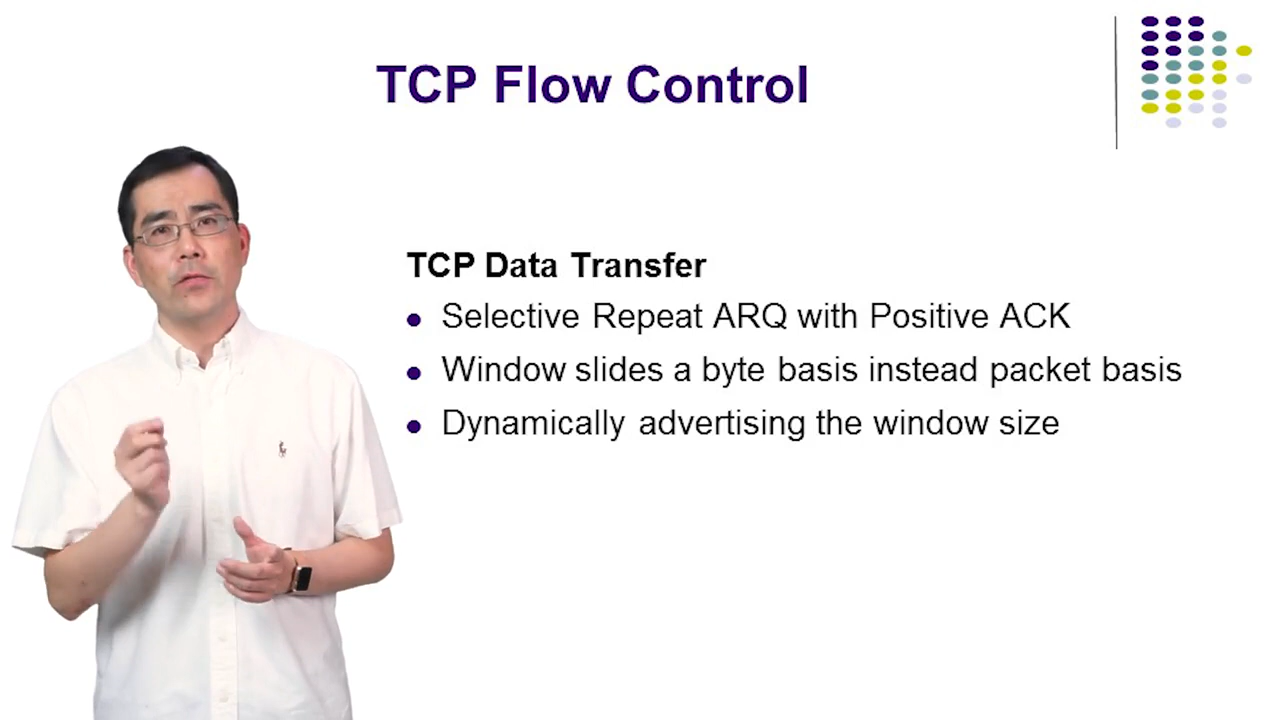 TCP Flow Control
TCP Data Transfer
Selective Repeat ARQ with Positive ACK
Window slides a byte basis instead packet basis
Dynamically advertising the window size